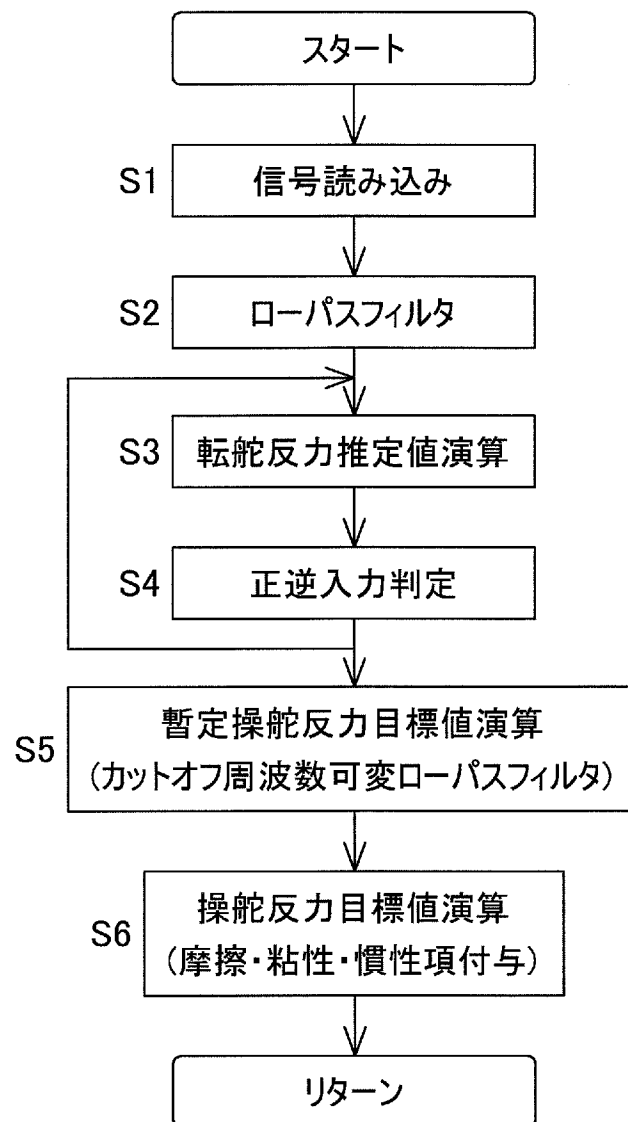 スタート
S1 信号読み込み
S2 ローパスフィルタ
S3 転舵反力推定値演算
S4 正逆入力判定
S5 暫定操舵反力目標値演算
(カットオフ周波数可変ローパスフィルタ)
S6 操舵反力目標値演算
(摩擦・粘性・慣性項付与)
リターン